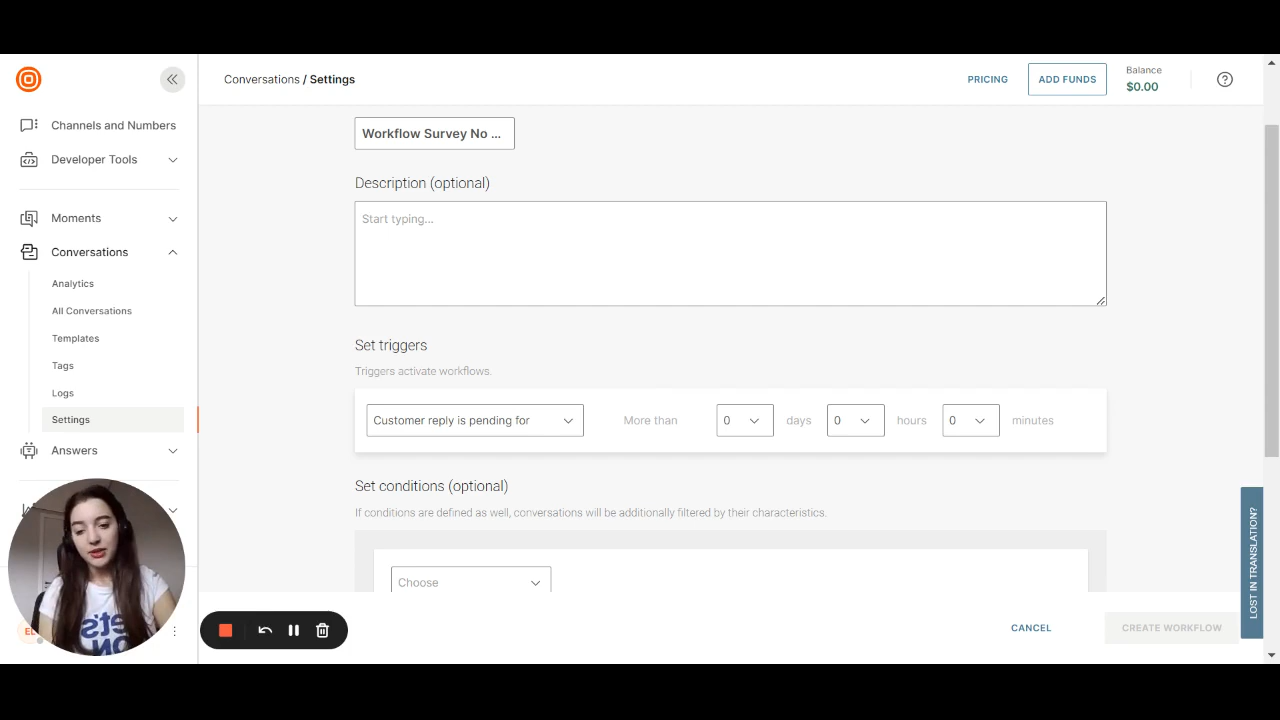 Conversations / Settings
PRICING
ADD FUNDS
Balance
$0.00
Channels and Numbers
Developer Tools
Moments
Conversations
Analytics
All Conversations
Templates
Tags
Logs
Settings
Answers
EL
Workflow Survey No ...
Description (optional)
Start typing...
Set triggers
Triggers activate workflows.
Customer reply is pending for
More than
0
days
0
hours
0
minutes
Set conditions (optional)
If conditions are defined as well, conversations will be additionally filtered by their characteristics.
Choose
CANCEL
CREATE WORKFLOW
LOST IN TRANSLATION?